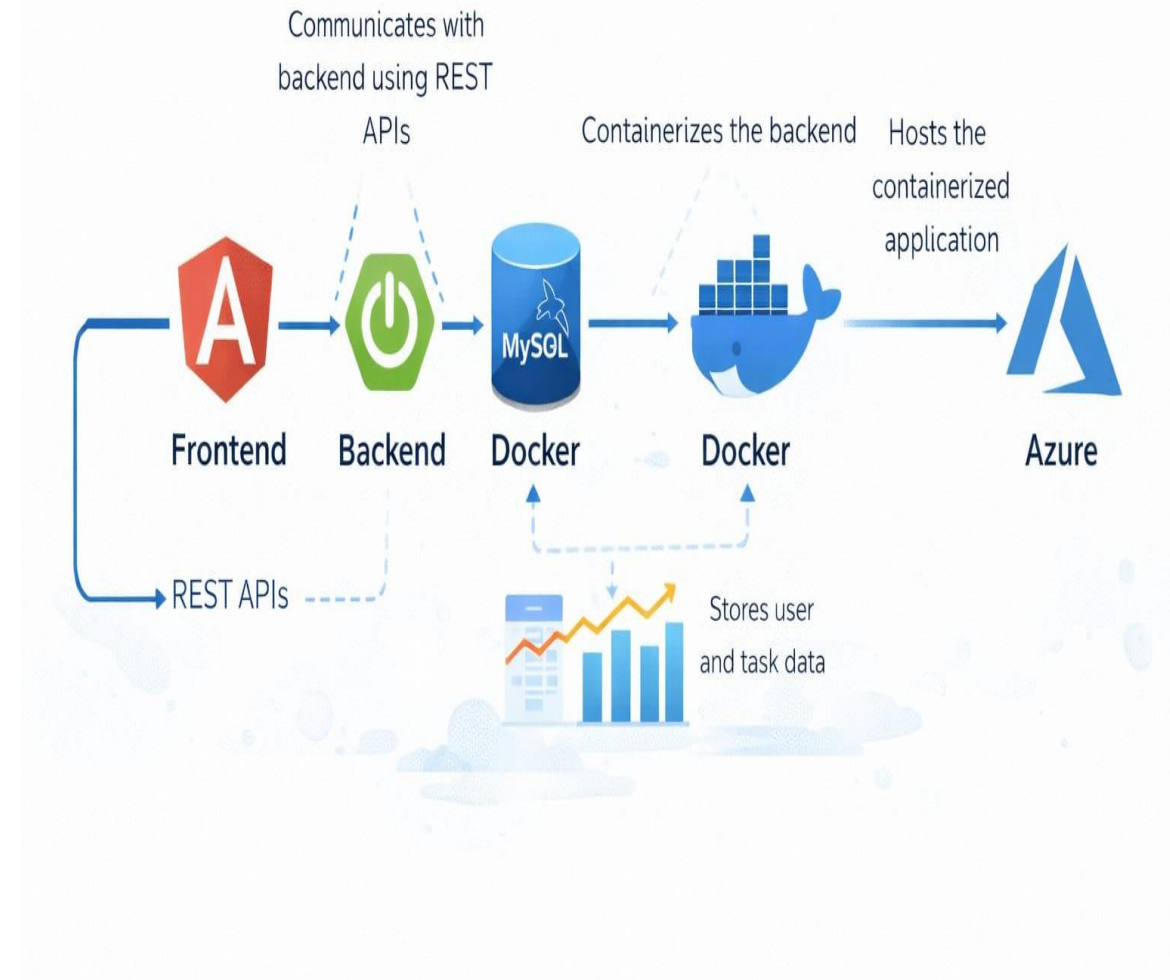 Communicates with
backend using REST
APIs
Containerizes the backend
Hosts the
containerized
application
MySQL
Frontend
Backend
Docker
Docker
Azure
REST APIs
Stores user
and task data